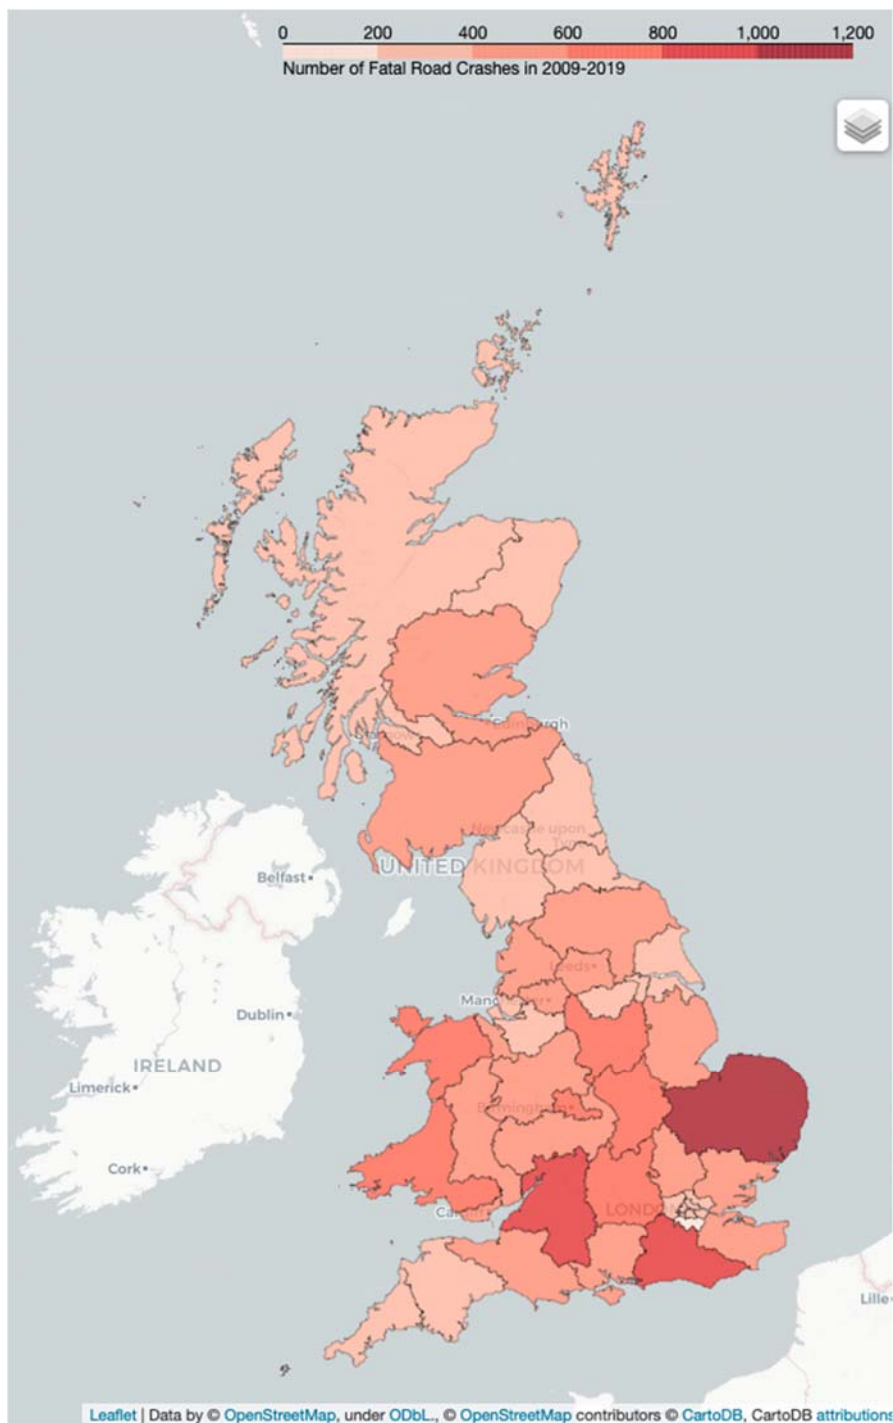 0 200 400 600 800 1,000 1,200
Number of Fatal Road Crashes in 2009-2019
Edinburgh
Newcastle upon
UNITED KINGDOM
Belfast
Leeds
Manchester
Dublin
IRELAND
Limerick
Birmingham
Cork
LONDON
Lille
Leaflet | Data by © OpenStreetMap, under ODbL., © OpenStreetMap contributors © CartoDB, CartoDB attributions